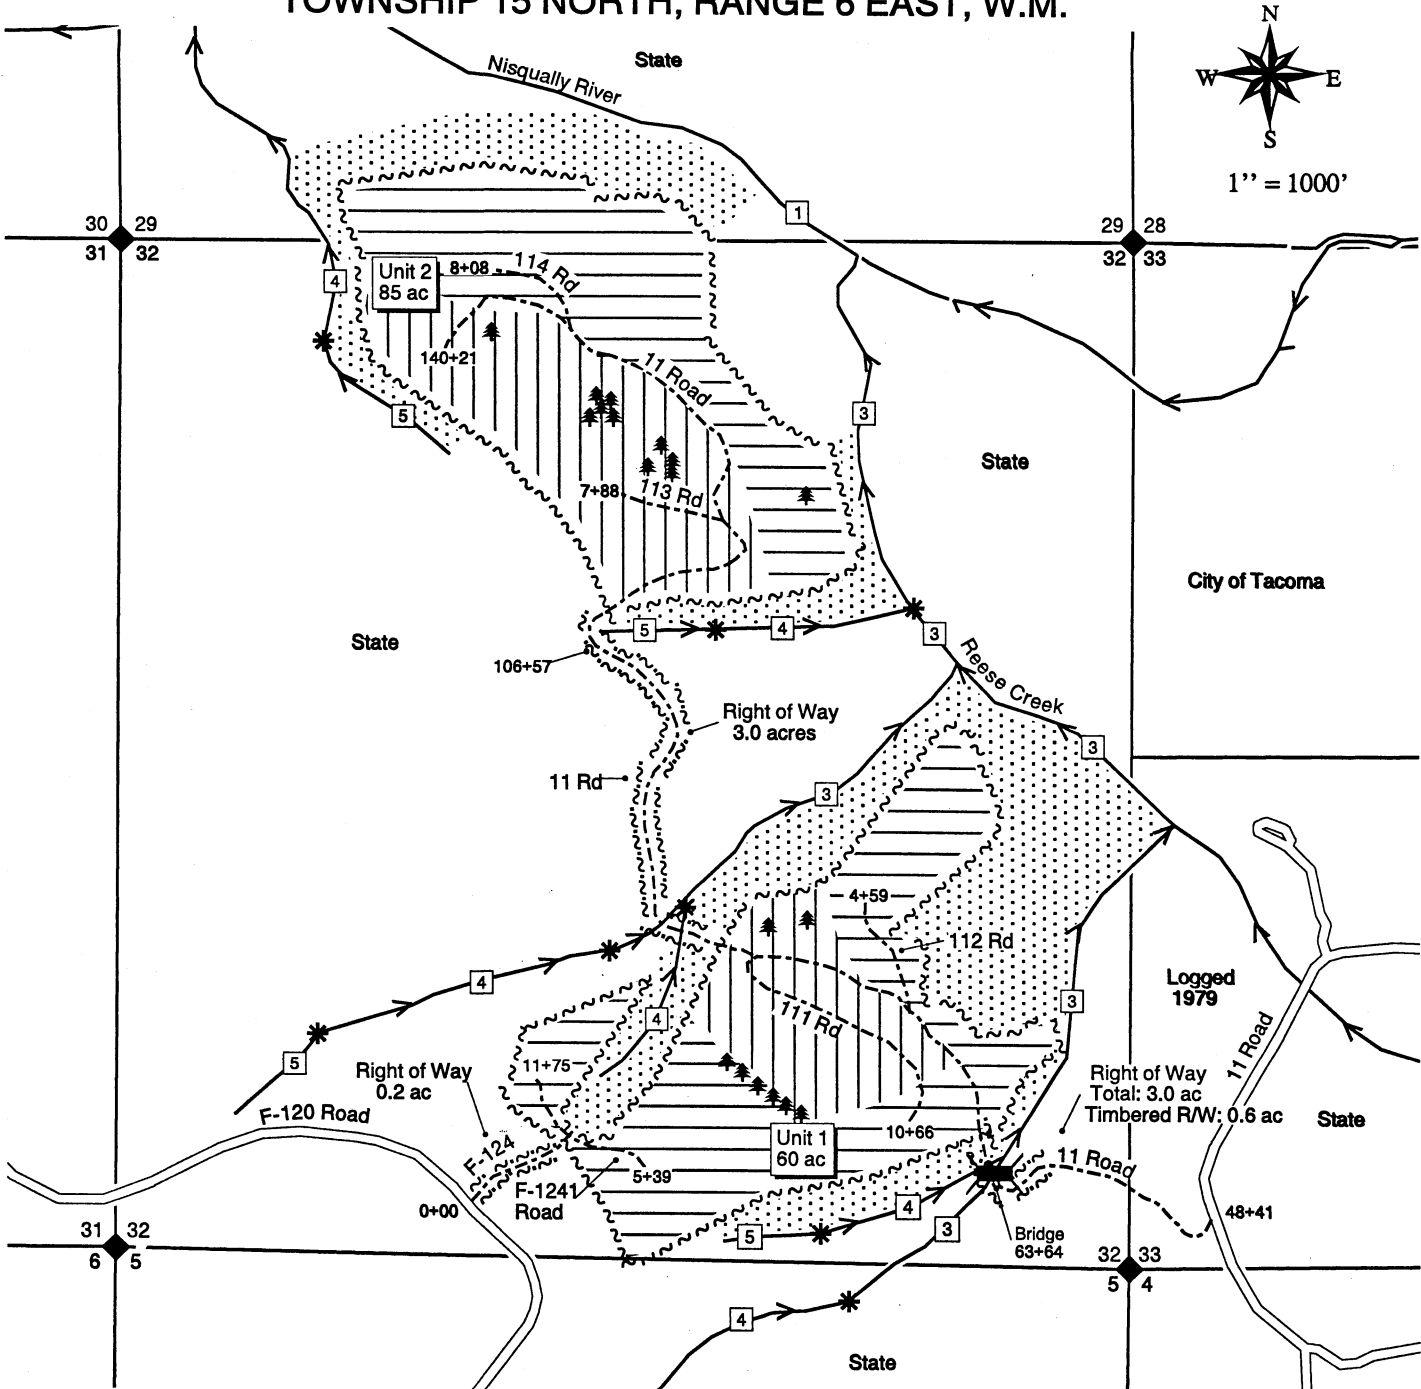 TOWNSHIP 15 NORTH, RANGE 6 EAST, W.M.
N
W E
S
1'' = 1000'
State
Nisqually River
1
30 29
31 32
29 28
32 33
4
Unit 2
85 ac
8+08
114 Rd
140+21
11 Road
5
3
State
7+88
113 Rd
City of Tacoma
State
5
4
3
106+57
Reese Creek
Right of Way
3.0 acres
3
11 Rd
3
4+59
112 Rd
4
Logged
1979
3
4
111 Rd
11 Road
5
11+75
Right of Way
0.2 ac
Right of Way
Total: 3.0 ac
Timbered R/W: 0.6 ac
State
F-120 Road
F-124
Unit 1
60 ac
10+66
11 Road
5+39
F-1241
Road
0+00
4
48+41
31 32
6 5
5
3
Bridge
63+64
32 33
5 4
4
State